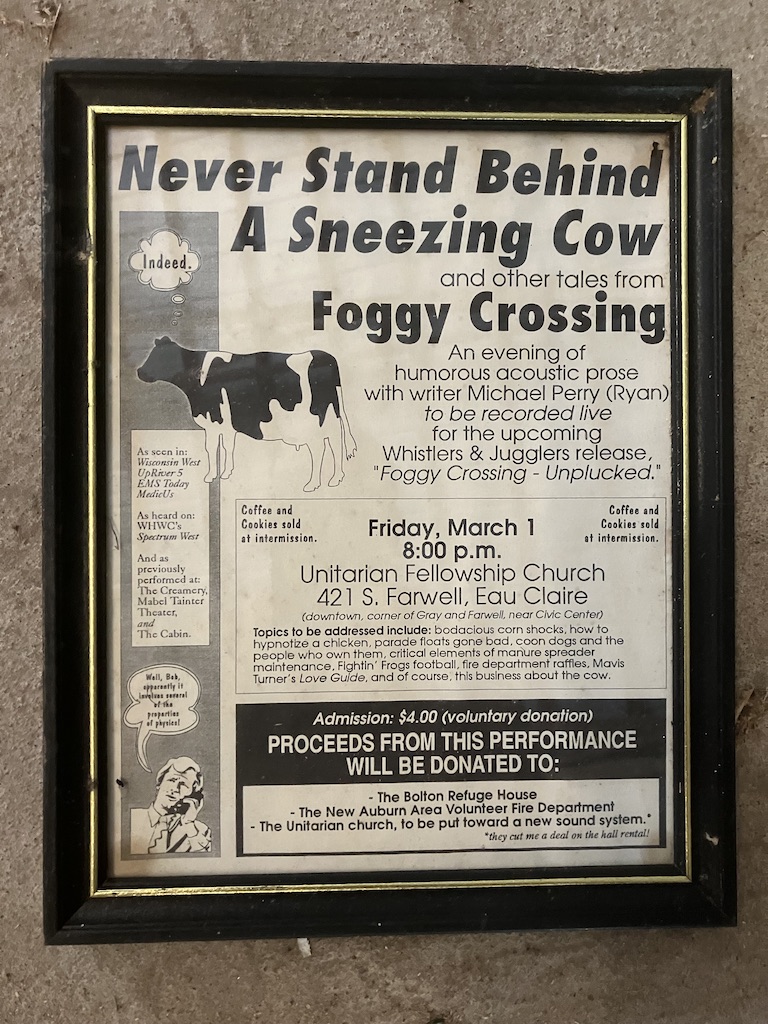 Never Stand Behind
A Sneezing Cow
and other tales from
Foggy Crossing
Indeed.
An evening of
humorous acoustic prose
with writer Michael Perry (Ryan)
to be recorded live
for the upcoming
Whistlers & Jugglers release,
"Foggy Crossing - Unplucked."
As seen in:
Wisconsin West
UpRiver 5
EMS Today
MedicUs
As heard on:
WHWC's
Spectrum West
And as
previously
performed at:
The Creamery,
Mabel Tainter
Theater,
and
The Cabin.
Coffee and
Cookies sold
at intermission.
Friday, March 1
8:00 p.m.
Coffee and
Cookies sold
at intermission.
Unitarian Fellowship Church
421 S. Farwell, Eau Claire
(downtown, corner of Gray and Farwell, near Civic Center)
Topics to be addressed include: bodacious corn shocks, how to
hypnotize a chicken, parade floats gone bad, coon dogs and the
people who own them, critical elements of manure spreader
maintenance, Fightin' Frogs football, fire department raffles, Mavis
Turner's Love Guide, and of course, this business about the cow.
Well, Bob,
apparently it
involves several
of the
properties
of physics!
Admission: $4.00 (voluntary donation)
PROCEEDS FROM THIS PERFORMANCE
WILL BE DONATED TO:
- The Bolton Refuge House
- The New Auburn Area Volunteer Fire Department
- The Unitarian church, to be put toward a new sound system.*
*they cut me a deal on the hall rental!